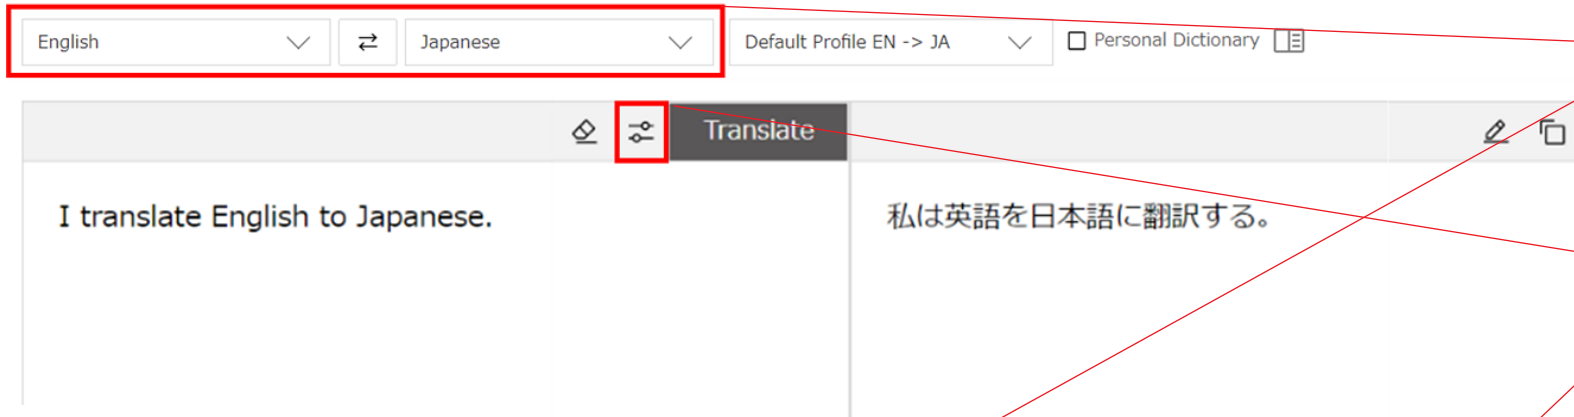 English Japanese Default Profile EN -> JA Personal Dictionary
Translate
I translate English to Japanese. 私は英語を日本語に翻訳する。